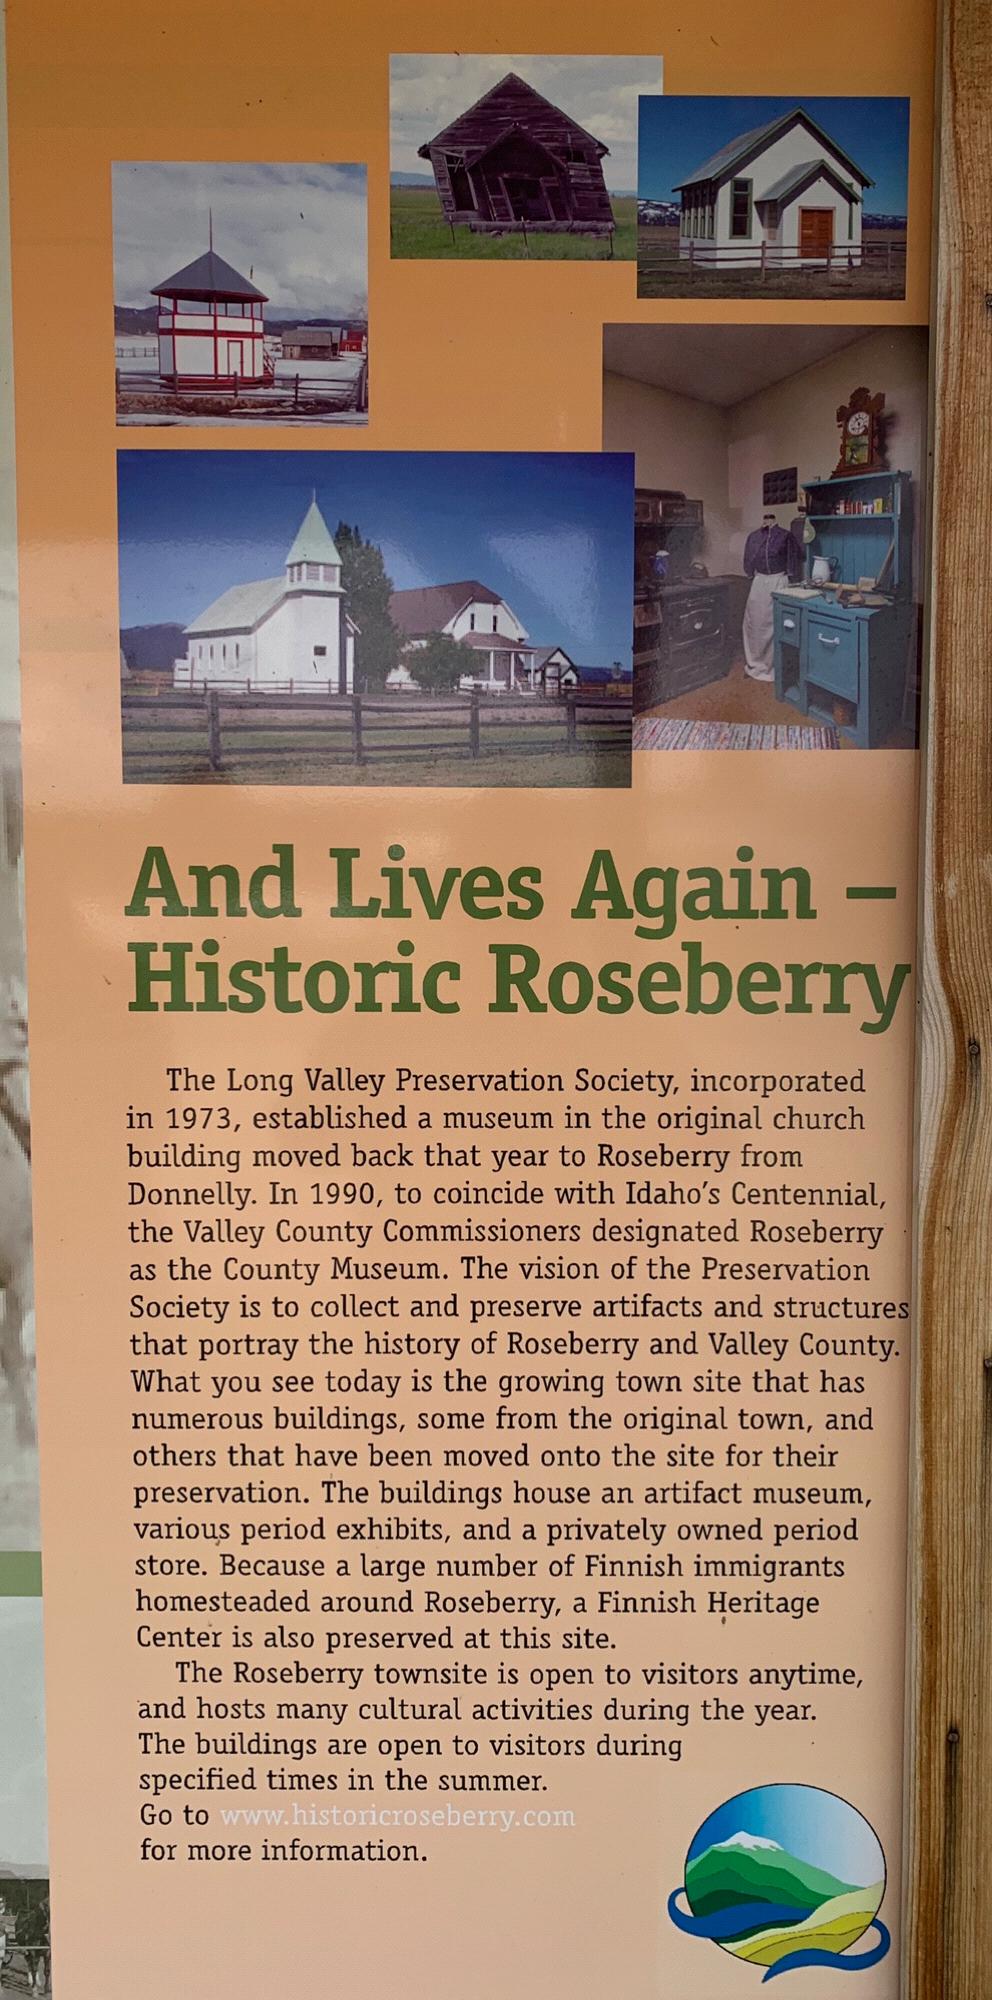 And Lives Again –
Historic Roseberry
The Long Valley Preservation Society, incorporated
in 1973, established a museum in the original church
building moved back that year to Roseberry from
Donnelly. In 1990, to coincide with Idaho's Centennial,
the Valley County Commissioners designated Roseberry
as the County Museum. The vision of the Preservation
Society is to collect and preserve artifacts and structures
that portray the history of Roseberry and Valley County.
What you see today is the growing town site that has
numerous buildings, some from the original town, and
others that have been moved onto the site for their
preservation. The buildings house an artifact museum,
various period exhibits, and a privately owned period
store. Because a large number of Finnish immigrants
homesteaded around Roseberry, a Finnish Heritage
Center is also preserved at this site.
The Roseberry townsite is open to visitors anytime,
and hosts many cultural activities during the year.
The buildings are open to visitors during
specified times in the summer.
Go to www.historicroseberry.com
for more information.